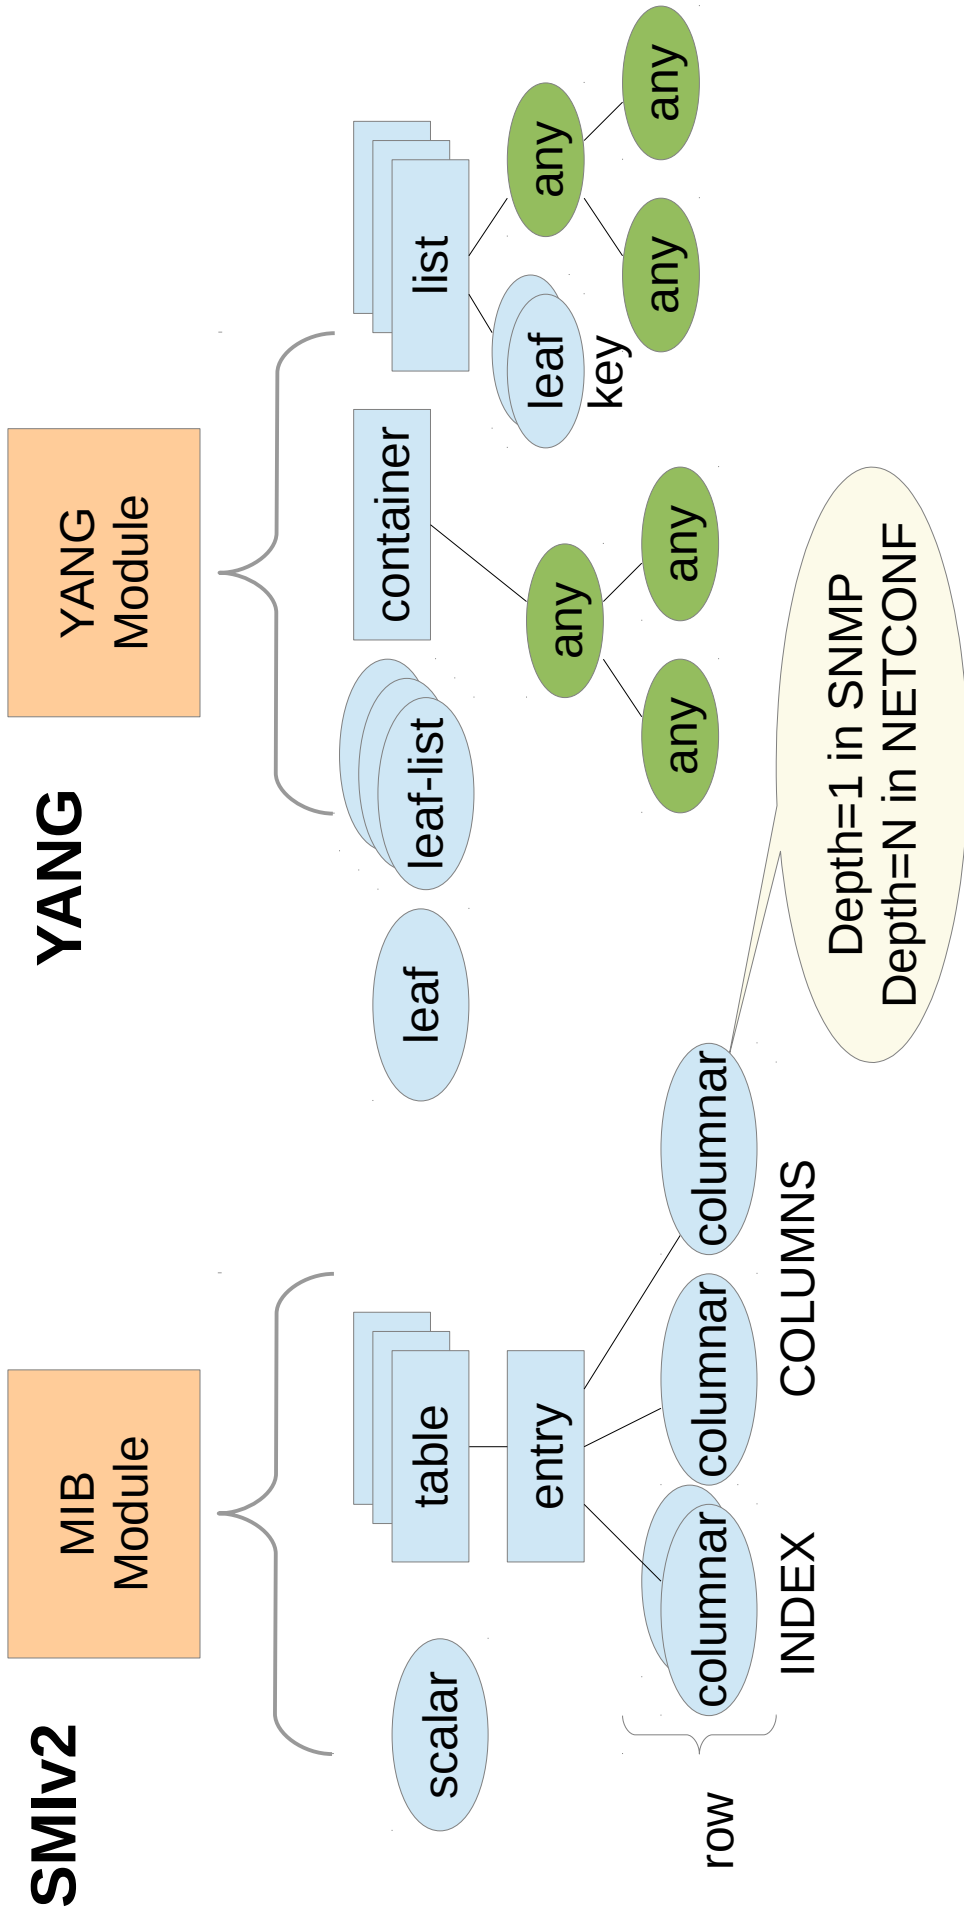 SMIv2
MIB
Module
scalar
table
entry
row
columnar
columnar
columnar
INDEX
COLUMNS
YANG
YANG
Module
leaf
leaf-list
container
any
any
any
list
leaf
key
any
any
any
Depth=1 in SNMP
Depth=N in NETCONF